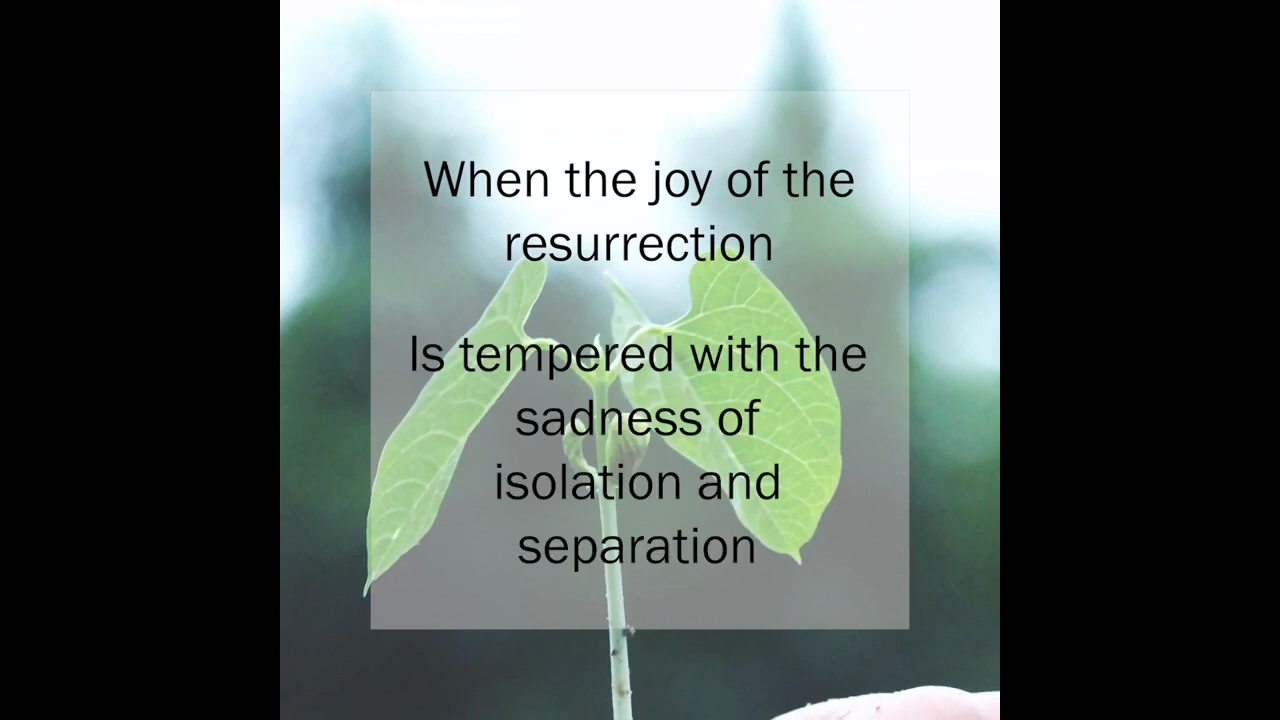 When the joy of the
resurrection
Is tempered with the
sadness of
isolation and
separation